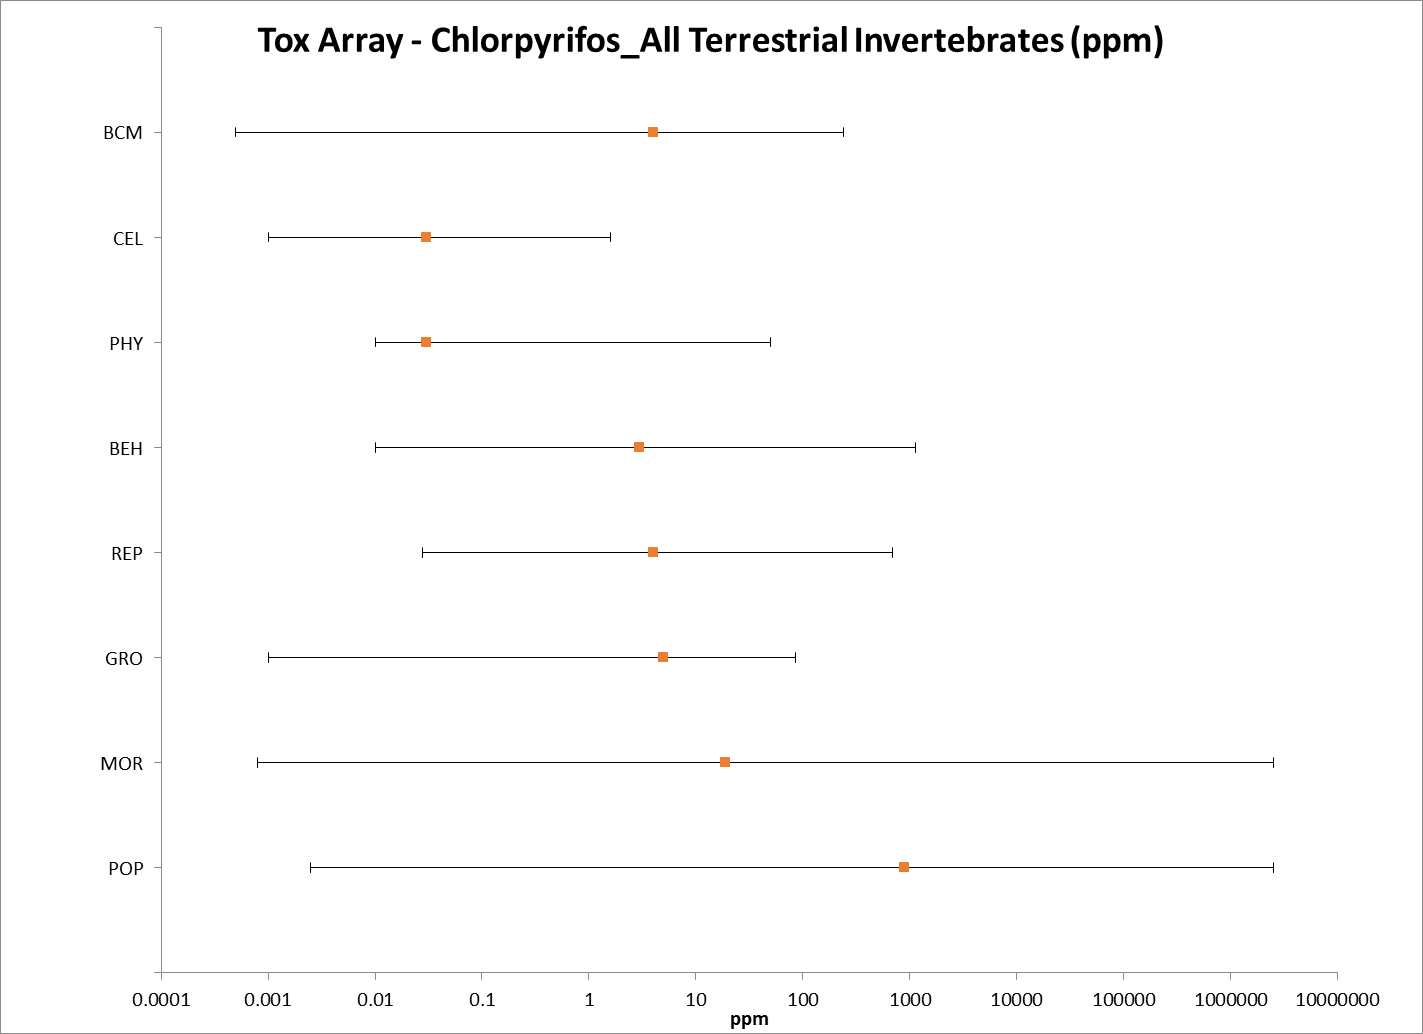 Tox Array - Chlorpyrifos_All Terrestrial Invertebrates (ppm)
BCM
CEL
PHY
BEH
REP
GRO
MOR
POP
0.0001 0.001 0.01 0.1 1 10 100 1000 10000 100000 1000000 10000000
ppm